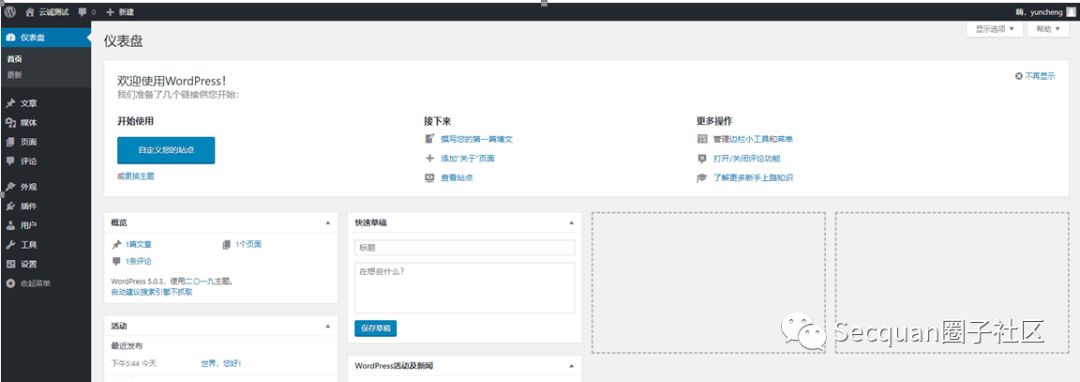 云诚测试 0 新建 嗨，yuncheng
仪表盘
首页
更新
文章
媒体
页面
评论
外观
插件
用户
工具
设置
收起菜单
仪表盘
显示选项 帮助
欢迎使用WordPress！
不再显示
我们准备了几个链接供您开始：
开始使用
自定义您的站点
或更换主题
接下来
撰写您的第一篇博文
添加“关于”页面
查看站点
更多操作
管理边栏小工具和菜单
打开/关闭评论功能
了解更多新手上路知识
概览
1篇文章 1个页面
1条评论
WordPress 5.0.3，使用二〇一九主题。
自动建议搜索引擎不抓取
活动
最近发布
下午5:44 今天 世界，您好！
快速草稿
标题
在想些什么？
保存草稿
WordPress活动及新闻
Secquan圈子社区